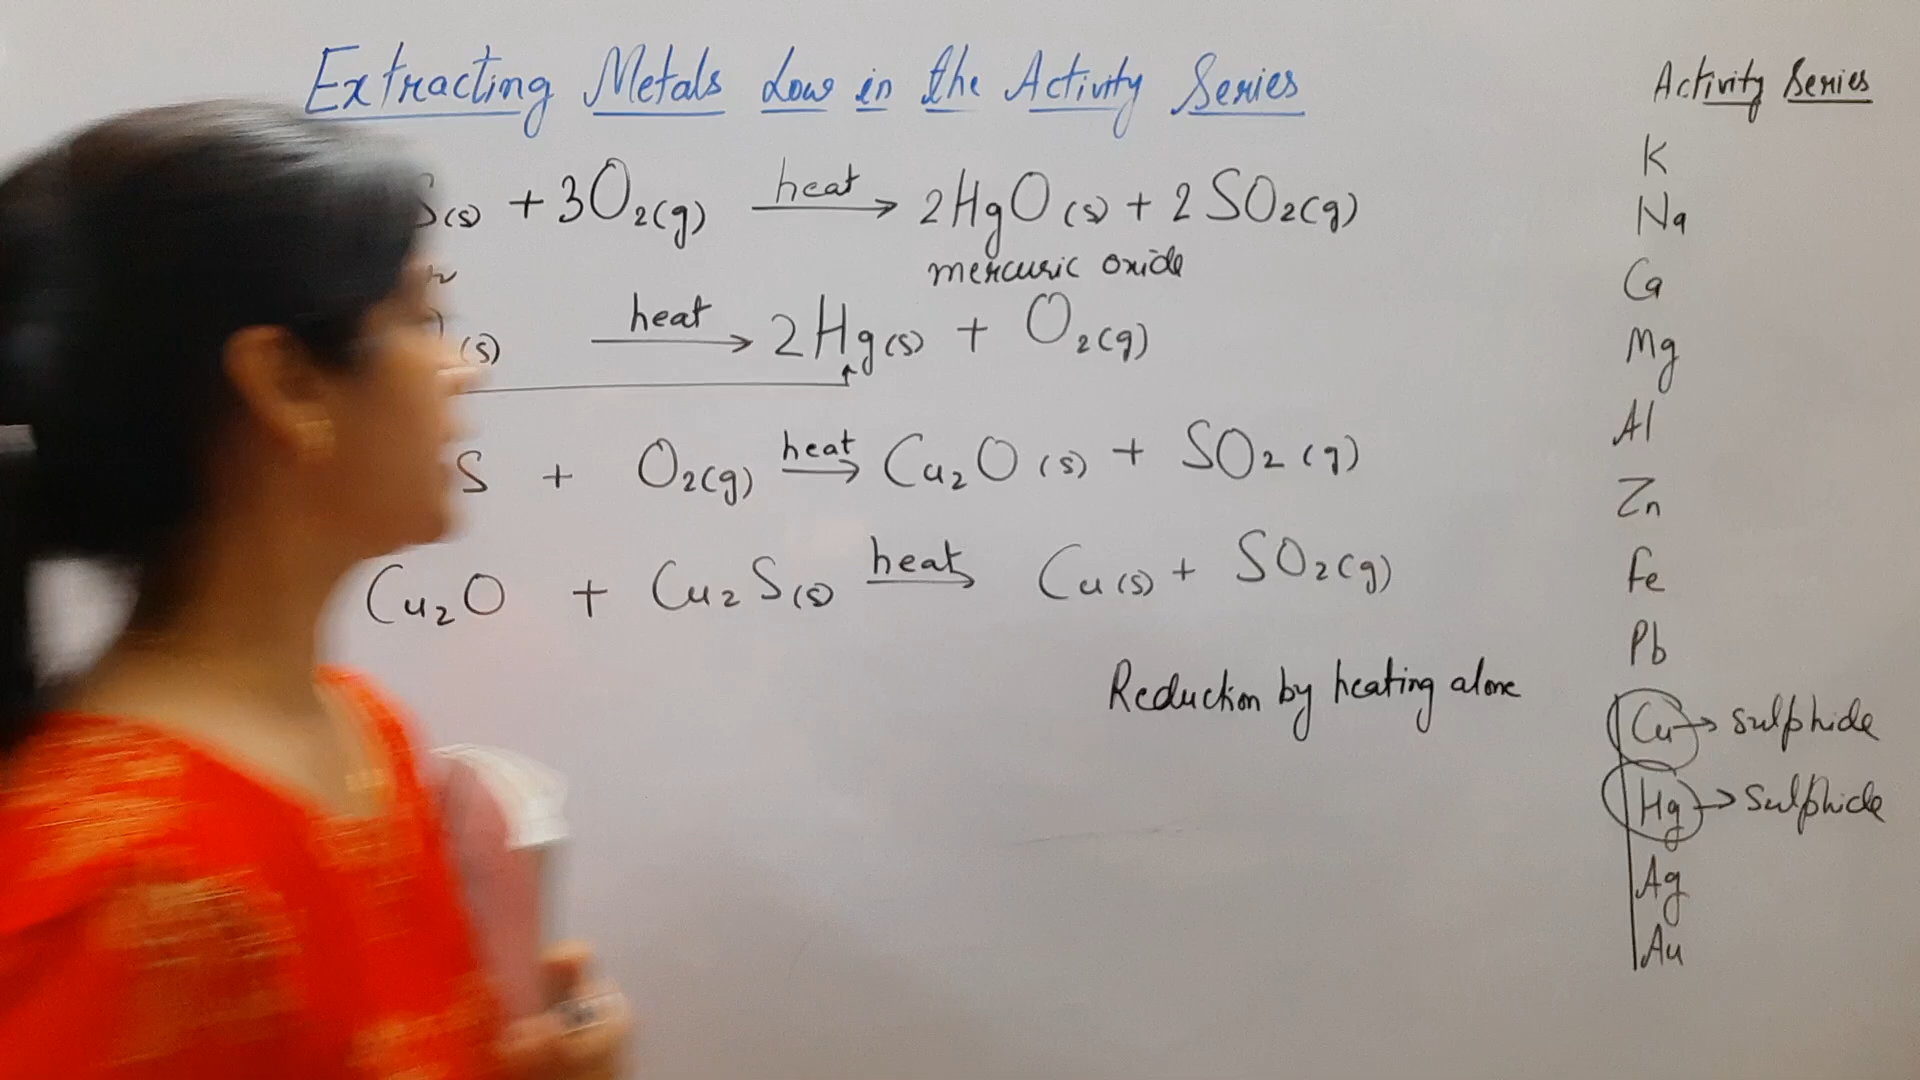 Extracting Metals Low in the Activity Series
S(s) + 3O2(g) heat → 2HgO(s) + 2SO2(g)
mercuric oxide
(s) heat → 2Hg(s) + O2(g)
S + O2(g) heat → Cu2O(s) + SO2(g)
Cu2O + Cu2S(s) heat → Cu(s) + SO2(g)
Reduction by heating alone
Activity Series
K
Na
Ca
Mg
Al
Zn
Fe
Pb
Cu → Sulphide
Hg → Sulphide
Ag
Au